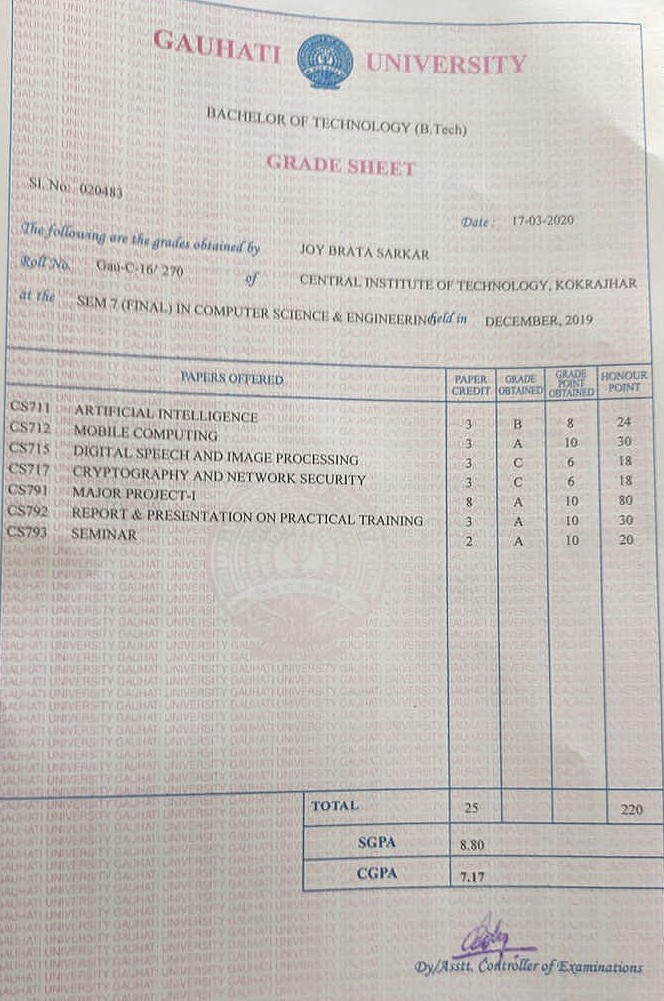 GAUHATI UNIVERSITY
BACHELOR OF TECHNOLOGY (B.Tech)
GRADE SHEET
Sl. No. 020483
Date : 17-03-2020
The following are the grades obtained by JOY BRATA SARKAR
Roll No. Gau-C-16/ 270 of CENTRAL INSTITUTE OF TECHNOLOGY, KOKRAJHAR
at the SEM 7 (FINAL) IN COMPUTER SCIENCE & ENGINEERING held in DECEMBER, 2019
PAPERS OFFERED PAPER CREDIT GRADE OBTAINED GRADE POINT OBTAINED HONOUR POINT
CS711 ARTIFICIAL INTELLIGENCE 3 B 8 24
CS712 MOBILE COMPUTING 3 A 10 30
CS715 DIGITAL SPEECH AND IMAGE PROCESSING 3 C 6 18
CS717 CRYPTOGRAPHY AND NETWORK SECURITY 3 C 6 18
CS791 MAJOR PROJECT-I 8 A 10 80
CS792 REPORT & PRESENTATION ON PRACTICAL TRAINING 3 A 10 30
CS793 SEMINAR 2 A 10 20
TOTAL 25 220
SGPA 8.80
CGPA 7.17
Dy/Asstt. Controller of Examinations